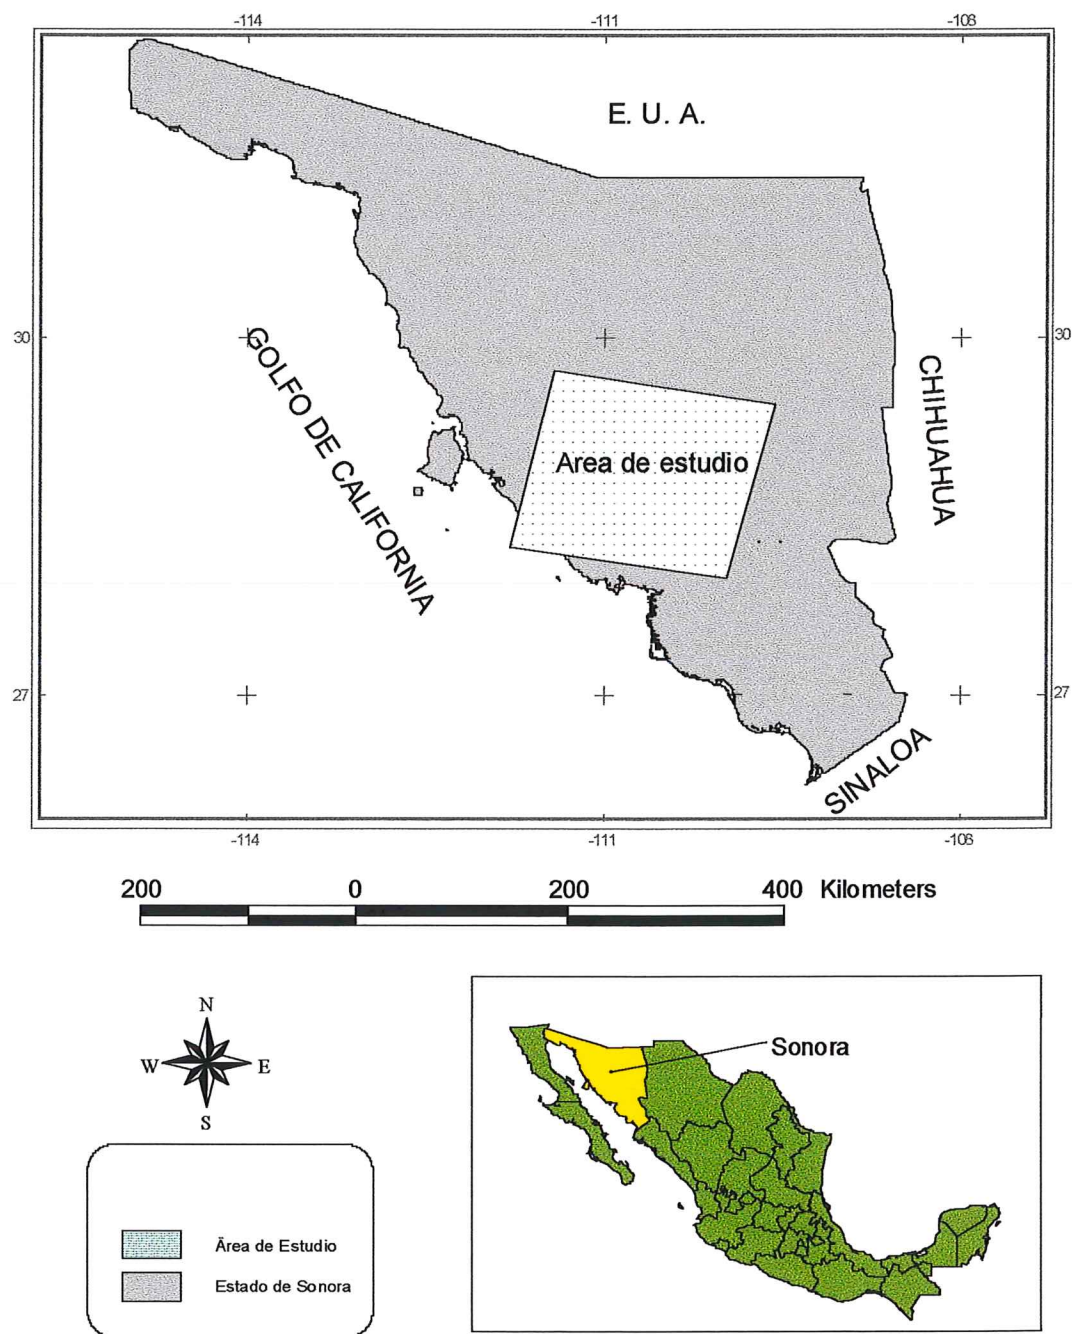 -114 -111 -108
E. U. A.
30 30
GOLFO DE CALIFORNIA
CHIHUAHUA
Area de estudio
27 27
SINALOA
-114 -111 -108
200 0 200 400 Kilometers
N
W E
S
Sonora
Área de Estudio
Estado de Sonora